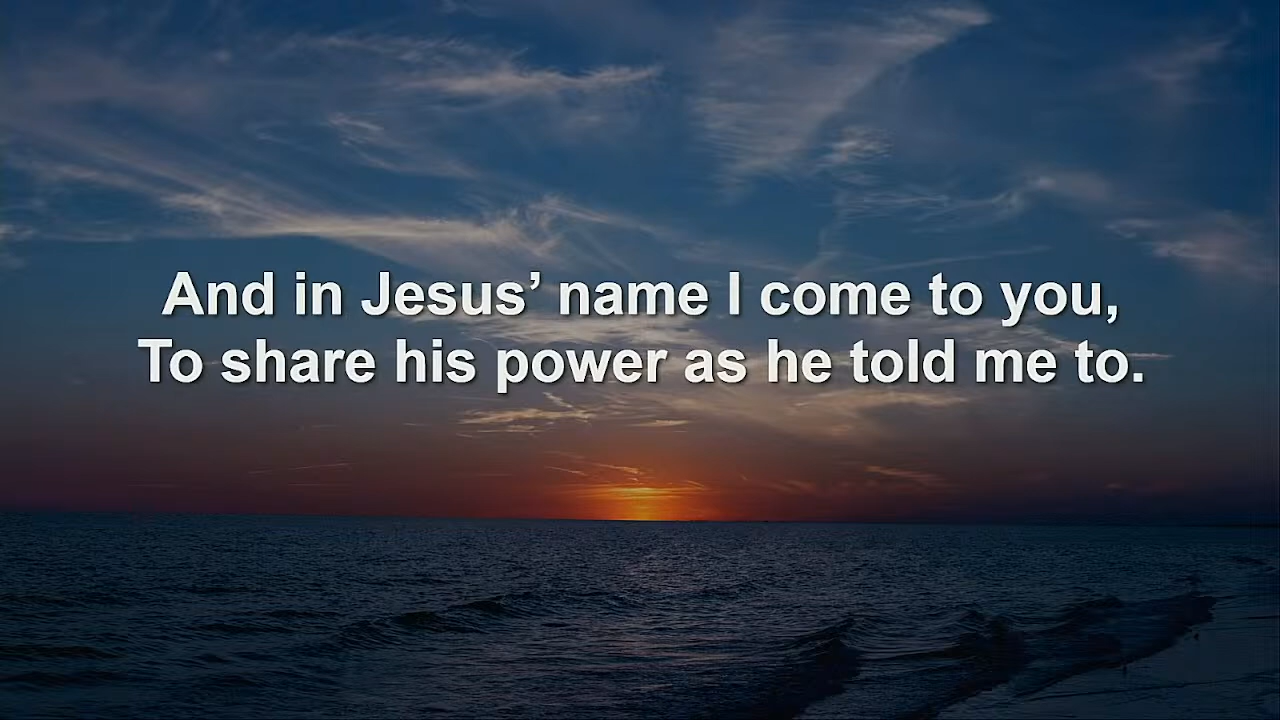 And in Jesus’ name I come to you,
To share his power as he told me to.